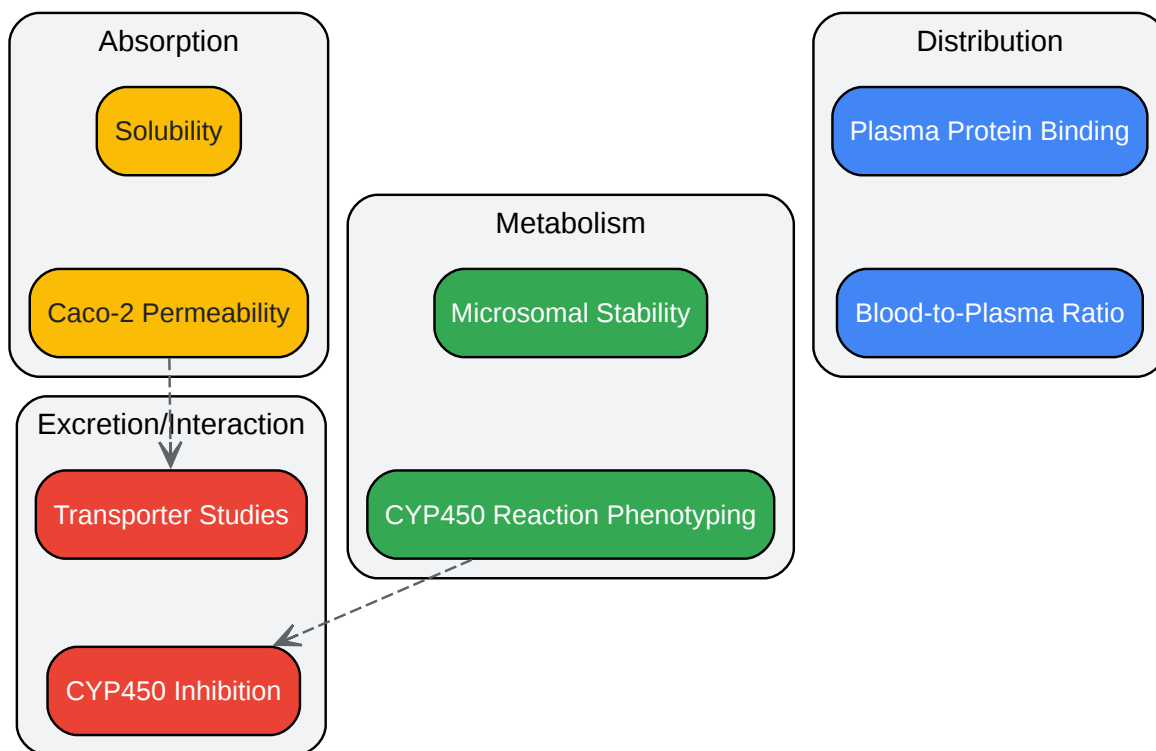 Absorption
Solubility
Caco-2 Permeability
Distribution
Plasma Protein Binding
Blood-to-Plasma Ratio
Metabolism
Microsomal Stability
CYP450 Reaction Phenotyping
Excretion/Interaction
Transporter Studies
CYP450 Inhibition